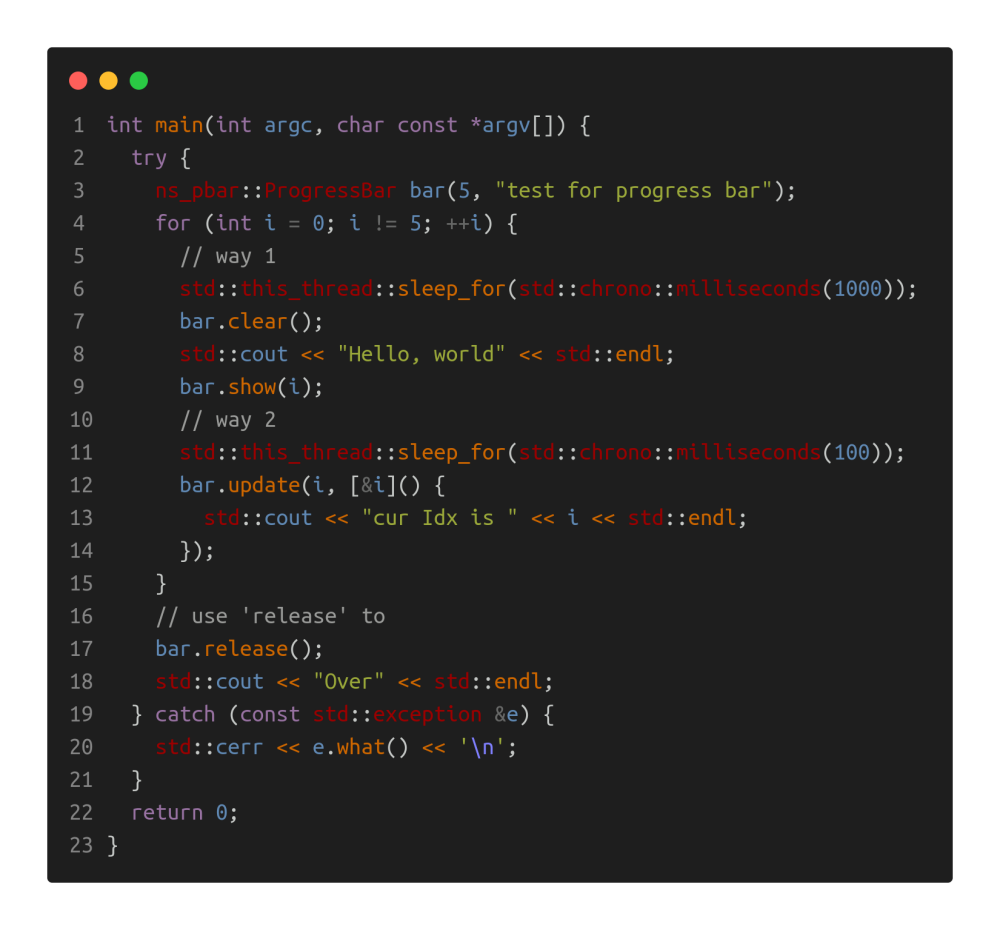 1 int main(int argc, char const *argv[]) {
2   try {
3     ns_pbar::ProgressBar bar(5, "test for progress bar");
4     for (int i = 0; i != 5; ++i) {
5       // way 1
6       std::this_thread::sleep_for(std::chrono::milliseconds(1000));
7       bar.clear();
8       std::cout << "Hello, world" << std::endl;
9       bar.show(i);
10       // way 2
11       std::this_thread::sleep_for(std::chrono::milliseconds(100));
12       bar.update(i, [&i]() {
13         std::cout << "cur Idx is " << i << std::endl;
14       });
15     }
16     // use 'release' to
17     bar.release();
18     std::cout << "Over" << std::endl;
19   } catch (const std::exception &e) {
20     std::cerr << e.what() << '\n';
21   }
22   return 0;
23 }